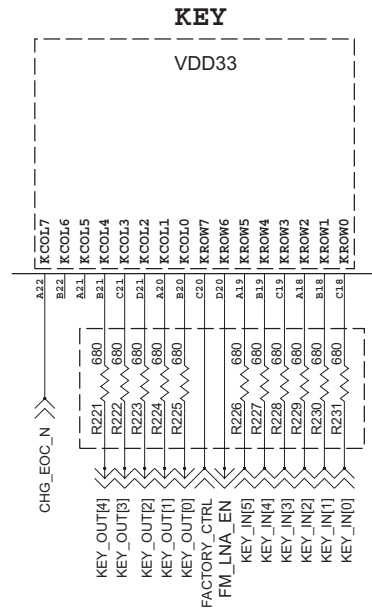 KEY
VDD33
KCOL7
KCOL6
KCOL5
KCOL4
KCOL3
KCOL2
KCOL1
KCOL0
KROW7
KROW6
KROW5
KROW4
KROW3
KROW2
KROW1
KROW0
A22
B22
A21
B21
C21
D21
A20
B20
C20
D20
A19
B19
C19
A18
B18
C18
680
680
680
680
680
680
680
680
680
680
680
R221
R222
R223
R224
R225
R226
R227
R228
R229
R230
R231
CHG_EOC_N
KEY_OUT[4]
KEY_OUT[3]
KEY_OUT[2]
KEY_OUT[1]
KEY_OUT[0]
FACTORY_CTRL
FM_LNA_EN
KEY_IN[5]
KEY_IN[4]
KEY_IN[3]
KEY_IN[2]
KEY_IN[1]
KEY_IN[0]